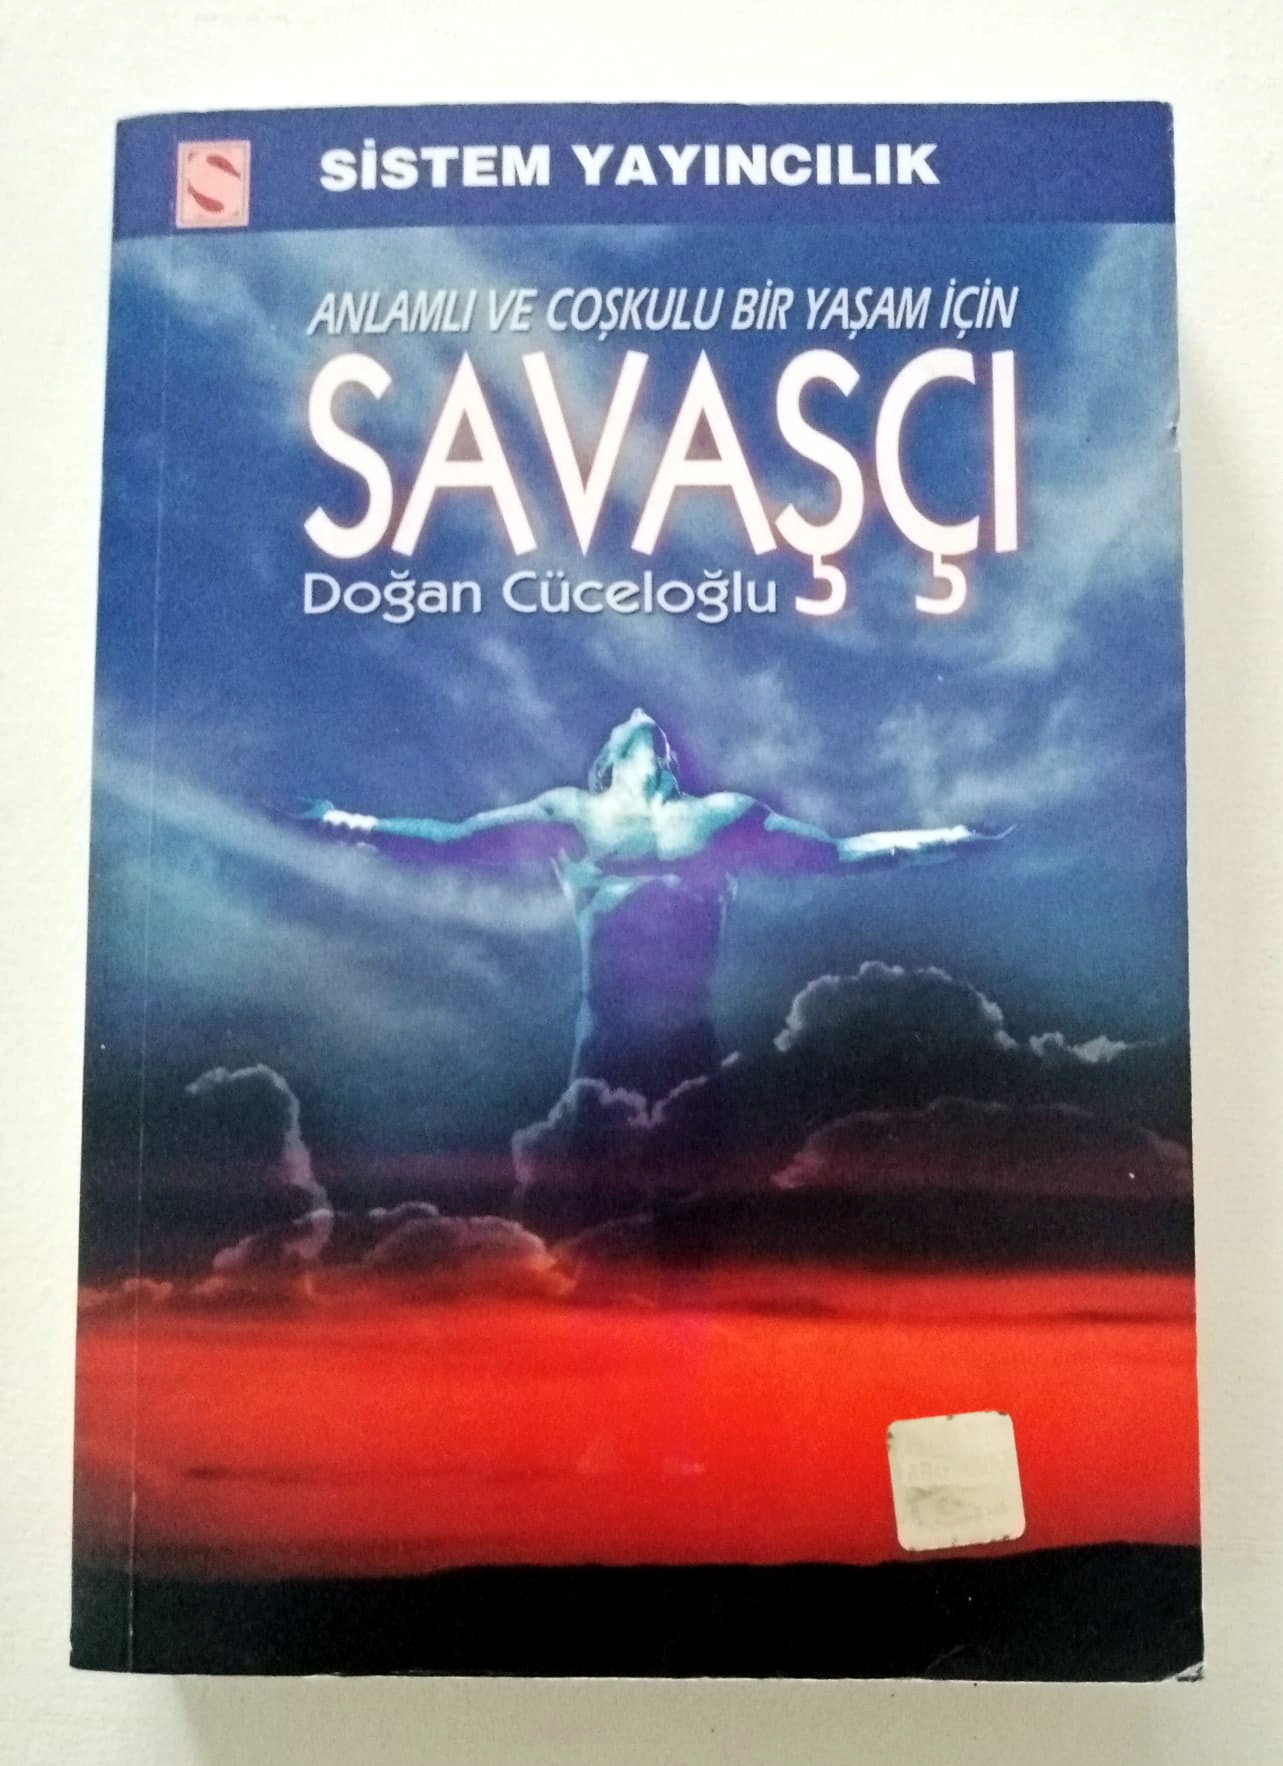 SİSTEM YAYINCILIK
ANLAMLI VE COŞKULU BİR YAŞAM İÇİN
SAVAŞÇI
Doğan Cüceloğlu